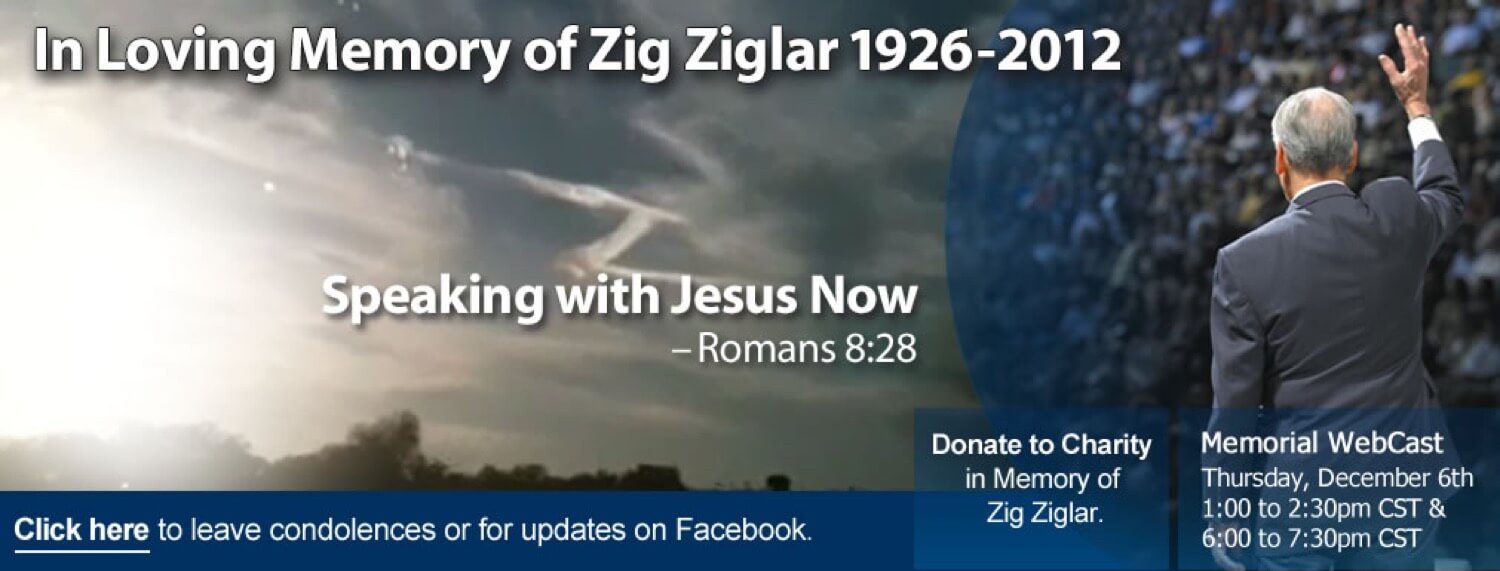 In Loving Memory of Zig Ziglar 1926-2012
Speaking with Jesus Now
– Romans 8:28
Click here to leave condolences or for updates on Facebook.
Donate to Charity
in Memory of
Zig Ziglar.
Memorial WebCast
Thursday, December 6th
1:00 to 2:30pm CST &
6:00 to 7:30pm CST